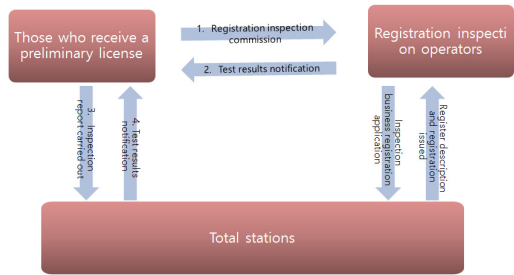 Those who receive a
preliminary license
1. Registration inspection
commission
2. Test results notification
Registration inspecti
on operators
3. Inspection
report carried out
4. Test results
notification
Inspection
business registration
application
Register description
and registration
issued
Total stations